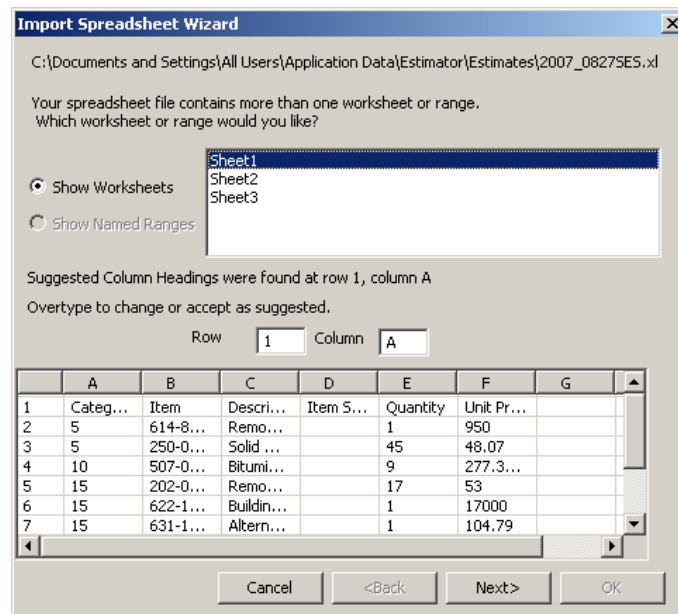 Import Spreadsheet Wizard
C:\Documents and Settings\All Users\Application Data\Estimator\Estimates\2007_0827SES.xl
Your spreadsheet file contains more than one worksheet or range.
Which worksheet or range would you like?
Show Worksheets
Show Named Ranges
Sheet1
Sheet2
Sheet3
Suggested Column Headings were found at row 1, column A
Overtype to change or accept as suggested.
Row 1 Column A
A B C D E F G
1 Categ... Item Descri... Item S... Quantity Unit Pr...
2 5 614-8... Remo... 1 950
3 5 250-0... Solid ... 45 48.07
4 10 507-0... Bitumi... 9 277.3...
5 15 202-0... Remo... 17 53
6 15 622-1... Buildin... 1 17000
7 15 631-1... Altern... 1 104.79
Cancel <Back Next> OK